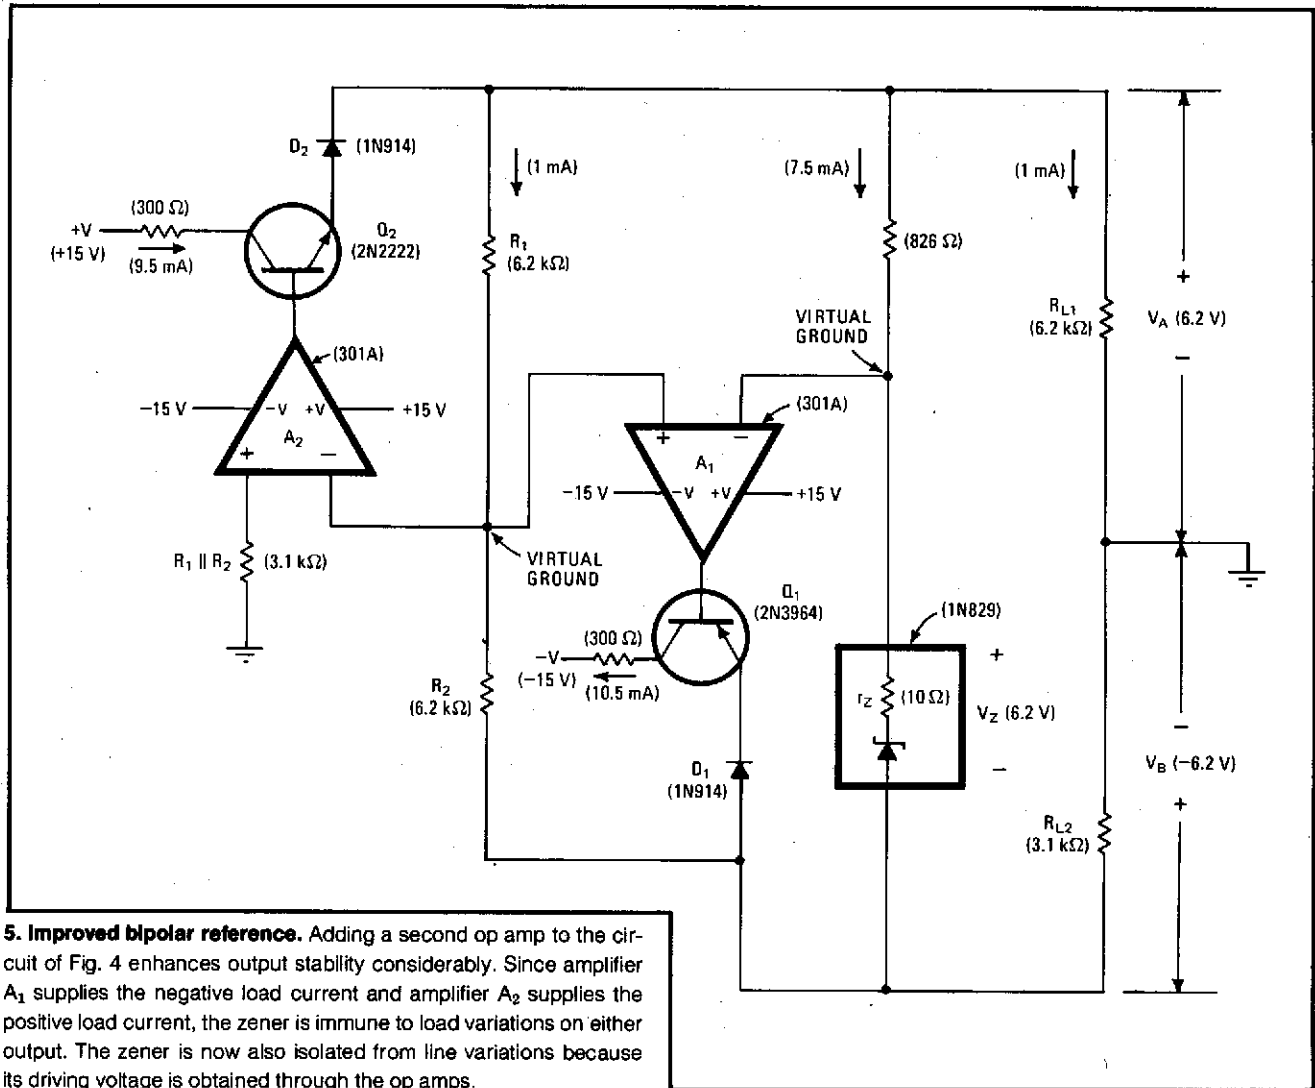 D2 (1N914)
(1 mA)
(7.5 mA)
(1 mA)
(300 Ω)
+V
(+15 V)
(9.5 mA)
Q2
(2N2222)
R1
(6.2 kΩ)
(826 Ω)
RL1
(6.2 kΩ)
VA (6.2 V)
+
−
VIRTUAL
GROUND
(301A)
−15 V −V +V +15 V
A2
+ −
(301A)
+ −
A1
−15 V −V +V +15 V
R1 || R2 (3.1 kΩ)
VIRTUAL
GROUND
Q1
(2N3964)
(300 Ω)
−V
(−15 V)
(10.5 mA)
(1N829)
+
rZ (10 Ω)
VZ (6.2 V)
−
R2
(6.2 kΩ)
D1
(1N914)
−
VB (−6.2 V)
+
RL2
(3.1 kΩ)
5. Improved bipolar reference. Adding a second op amp to the cir-
cuit of Fig. 4 enhances output stability considerably. Since amplifier
A1 supplies the negative load current and amplifier A2 supplies the
positive load current, the zener is immune to load variations on either
output. The zener is now also isolated from line variations because
its driving voltage is obtained through the op amps.